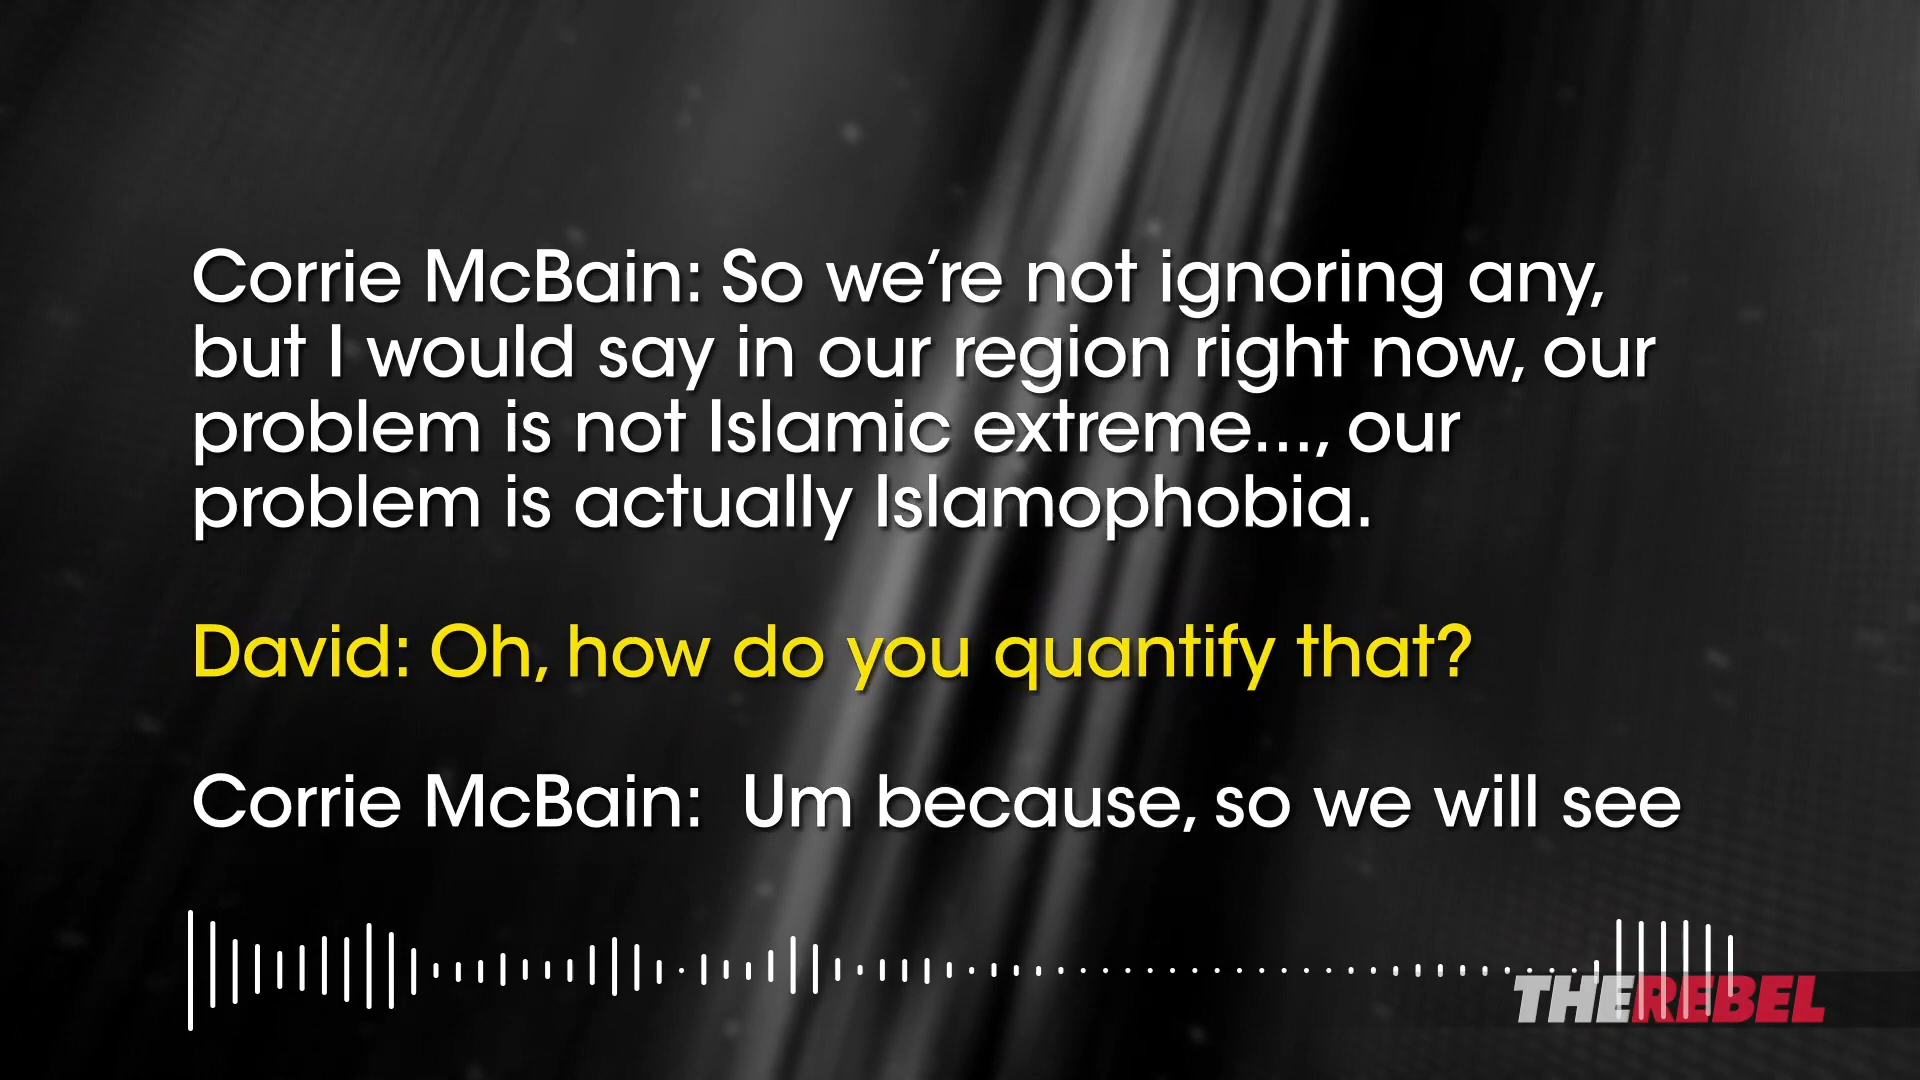 Corrie McBain: So we’re not ignoring any,
but I would say in our region right now, our
problem is not Islamic extreme..., our
problem is actually Islamophobia.
David: Oh, how do you quantify that?
Corrie McBain:  Um because, so we will see
THEREBEL